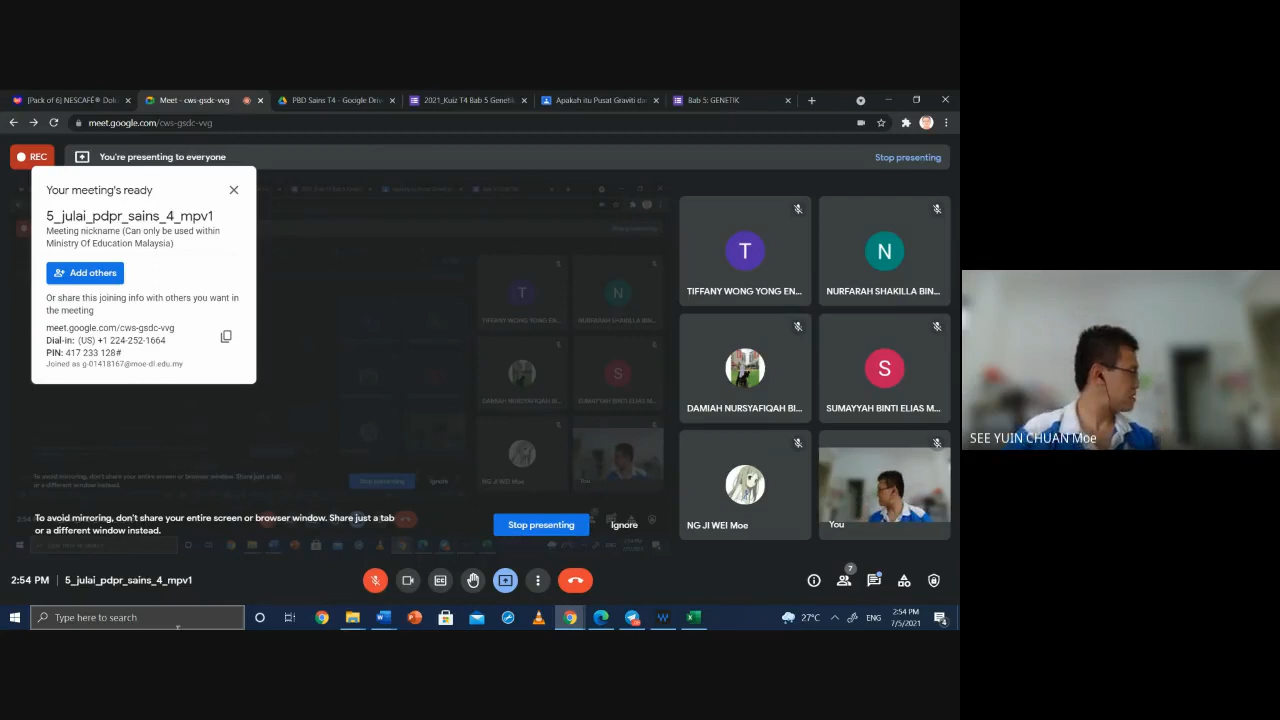 [Pack of 6] NESCAFÉ® Dol
Meet - cws-gsdc-vvg
PBD Sains T4 - Google Driv
2021_Kuiz T4 Bab 5 Genetik
Apakah itu Pusat Graviti da
Bab 5: GENETIK
meet.google.com/cws-gsdc-vvg
REC
You're presenting to everyone
Stop presenting
Your meeting's ready
5_julai_pdpr_sains_4_mpv1
Meeting nickname (Can only be used within
Ministry Of Education Malaysia)
Add others
Or share this joining info with others you want in
the meeting
meet.google.com/cws-gsdc-vvg
Dial-in: (US) +1 224-252-1664
PIN: 417 233 128#
Joined as g-01418167@moe-dl.edu.my
T
TIFFANY WONG YONG EN...
N
NURFARAH SHAKILLA BIN...
DAMIAH NURSYAFIQAH BI...
S
SUMAYYAH BINTI ELIAS M...
NG JI WEI Moe
You
SEE YUIN CHUAN Moe
To avoid mirroring, don't share your entire screen or browser window. Share just a tab
or a different window instead.
Stop presenting
Ignore
2:54 PM | 5_julai_pdpr_sains_4_mpv1
7
Type here to search
27°C
ENG
2:54 PM
7/5/2021